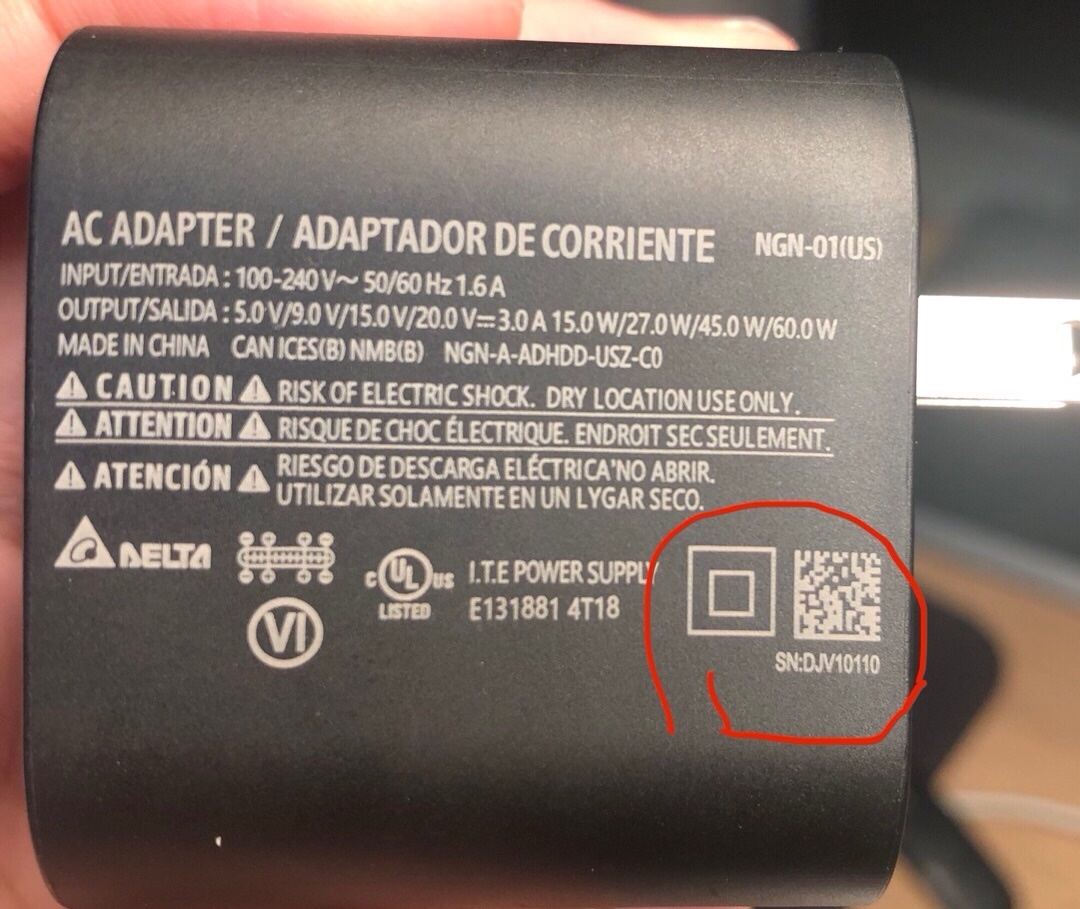 AC ADAPTER / ADAPTADOR DE CORRIENTE NGN-01(US)
INPUT/ENTRADA : 100-240 V~ 50/60 Hz 1.6 A
OUTPUT/SALIDA : 5.0 V/9.0 V/15.0 V/20.0 V⎓3.0 A 15.0 W/27.0 W/45.0 W/60.0 W
MADE IN CHINA CAN ICES(B) NMB(B) NGN-A-ADHDD-USZ-C0
⚠ CAUTION ⚠ RISK OF ELECTRIC SHOCK. DRY LOCATION USE ONLY.
⚠ ATTENTION ⚠ RISQUE DE CHOC ÉLECTRIQUE. ENDROIT SEC SEULEMENT.
⚠ ATENCIÓN ⚠ RIESGO DE DESCARGA ELÉCTRICA'NO ABRIR.
UTILIZAR SOLAMENTE EN UN LYGAR SECO.
DELTA
VI
c UL US
LISTED
I.T.E POWER SUPPLY
E131881 4T18
SN:DJV10110